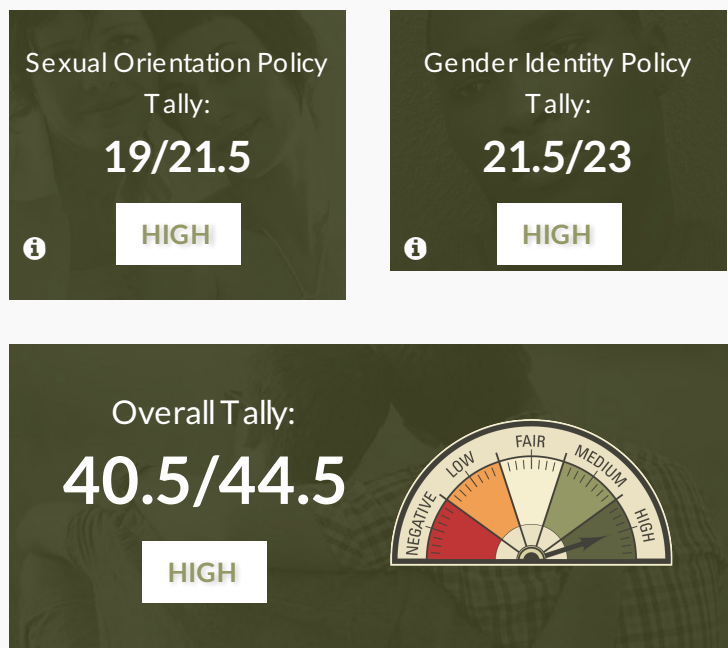 Sexual Orientation Policy
Tally:
19/21.5
HIGH
Gender Identity Policy
Tally:
21.5/23
HIGH
Overall Tally:
40.5/44.5
HIGH
NEGATIVE
LOW
FAIR
MEDIUM
HIGH